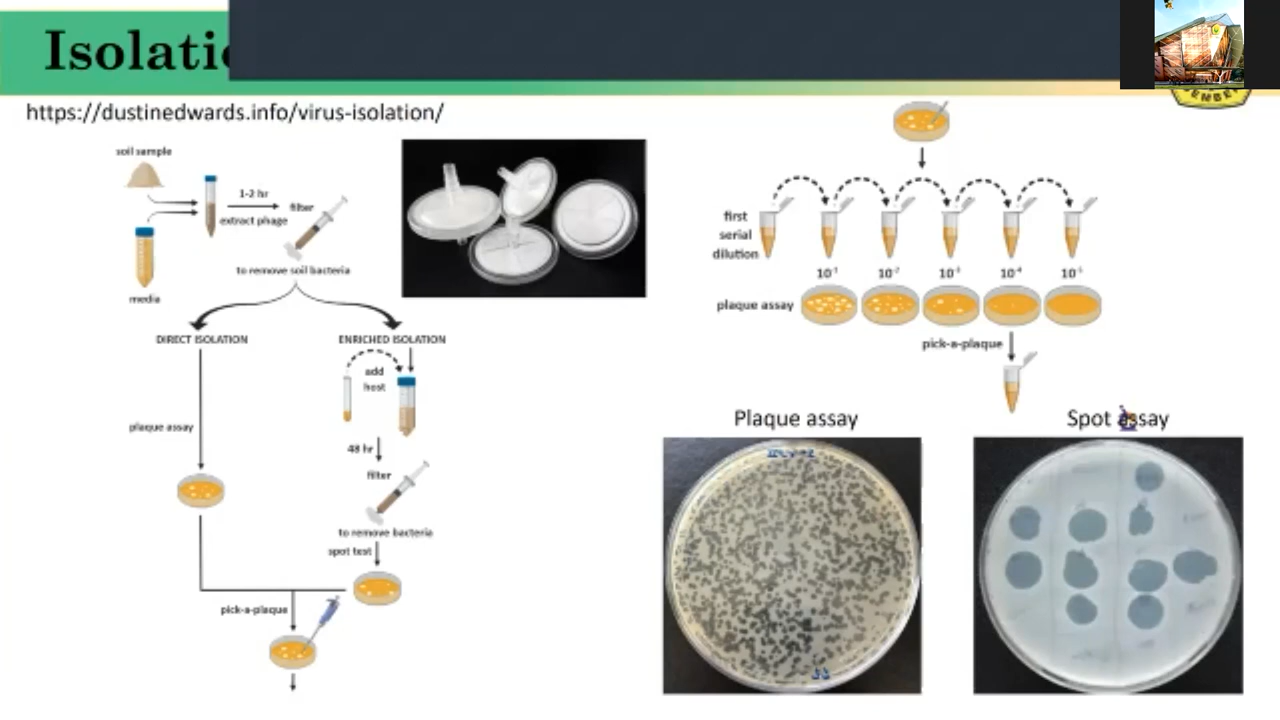 Isolatio
https://dustinedwards.info/virus-isolation/
soil sample
1-2 hr
extract phage
filter
to remove soil bacteria
media
DIRECT ISOLATION
ENRICHED ISOLATION
add
host
plaque assay
48 hr
filter
to remove bacteria
spot test
pick-a-plaque
first
serial
dilution
10-1
10-2
10-3
10-4
10-5
plaque assay
pick-a-plaque
Plaque assay
Spot assay